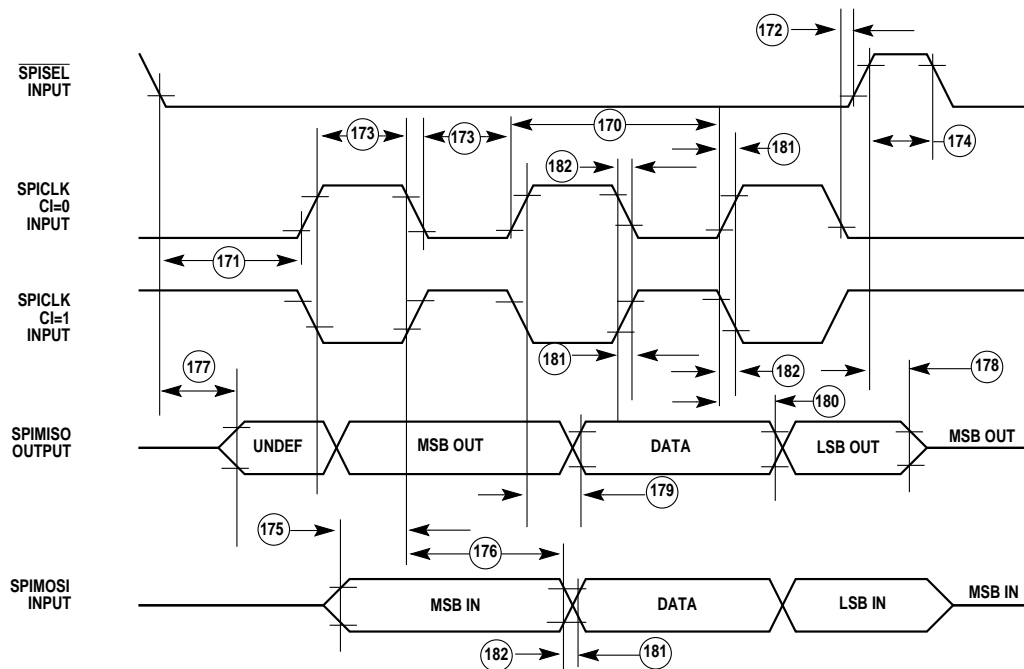 172
SPISEL
INPUT
173
173
170
181
174
182
SPICLK
CI=0
INPUT
171
SPICLK
CI=1
INPUT
181
182
178
177
180
SPIMISO
OUTPUT
UNDEF
MSB OUT
DATA
LSB OUT
MSB OUT
179
175
176
SPIMOSI
INPUT
MSB IN
DATA
LSB IN
MSB IN
182
181